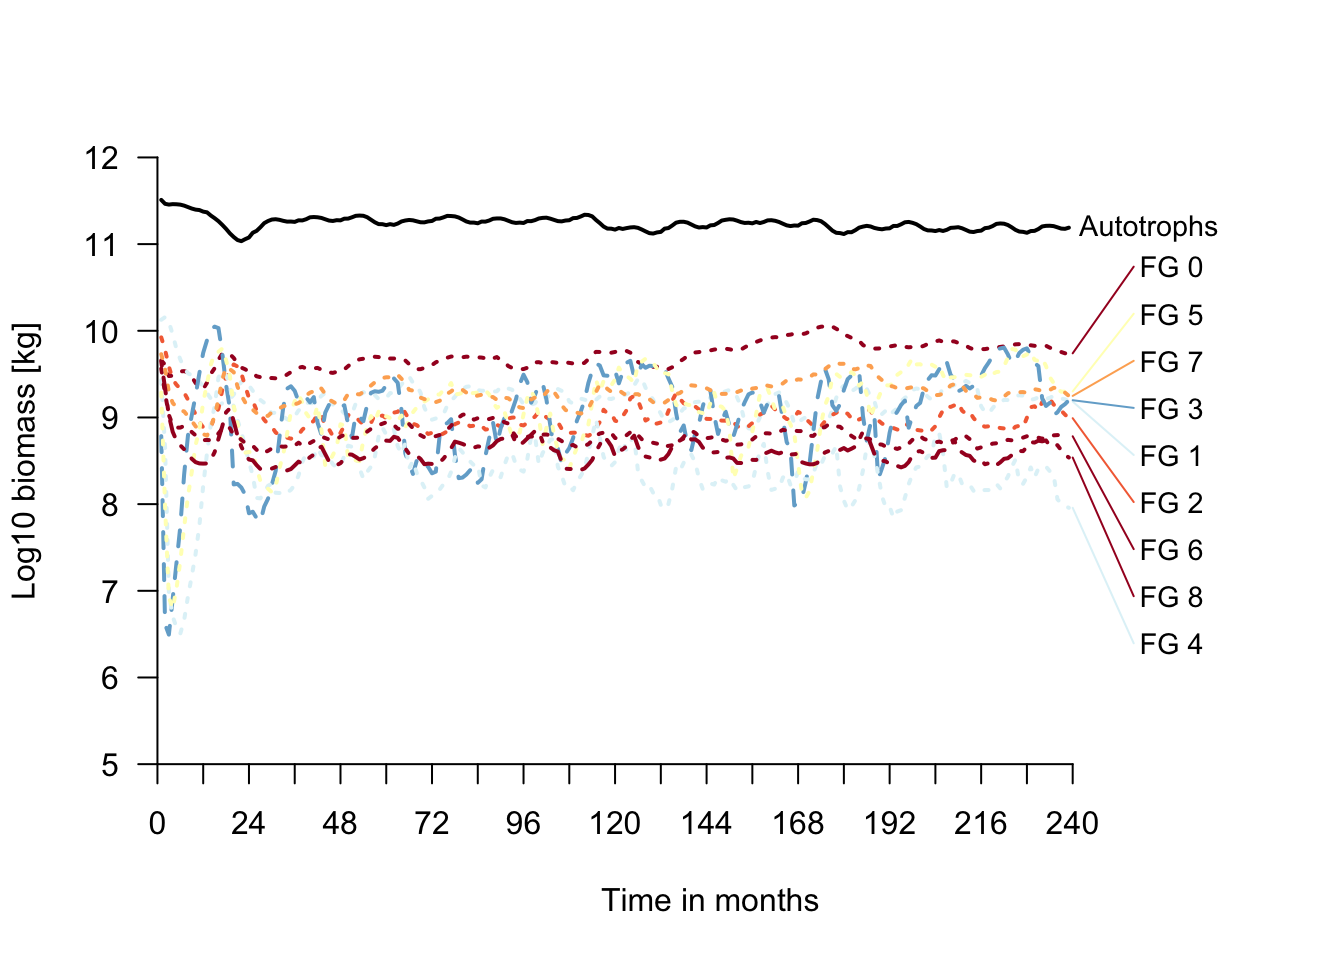 12
11
10
9
8
7
6
5
Log10 biomass [kg]
Autotrophs
FG 0
FG 5
FG 7
FG 3
FG 1
FG 2
FG 6
FG 8
FG 4
0 24 48 72 96 120 144 168 192 216 240
Time in months